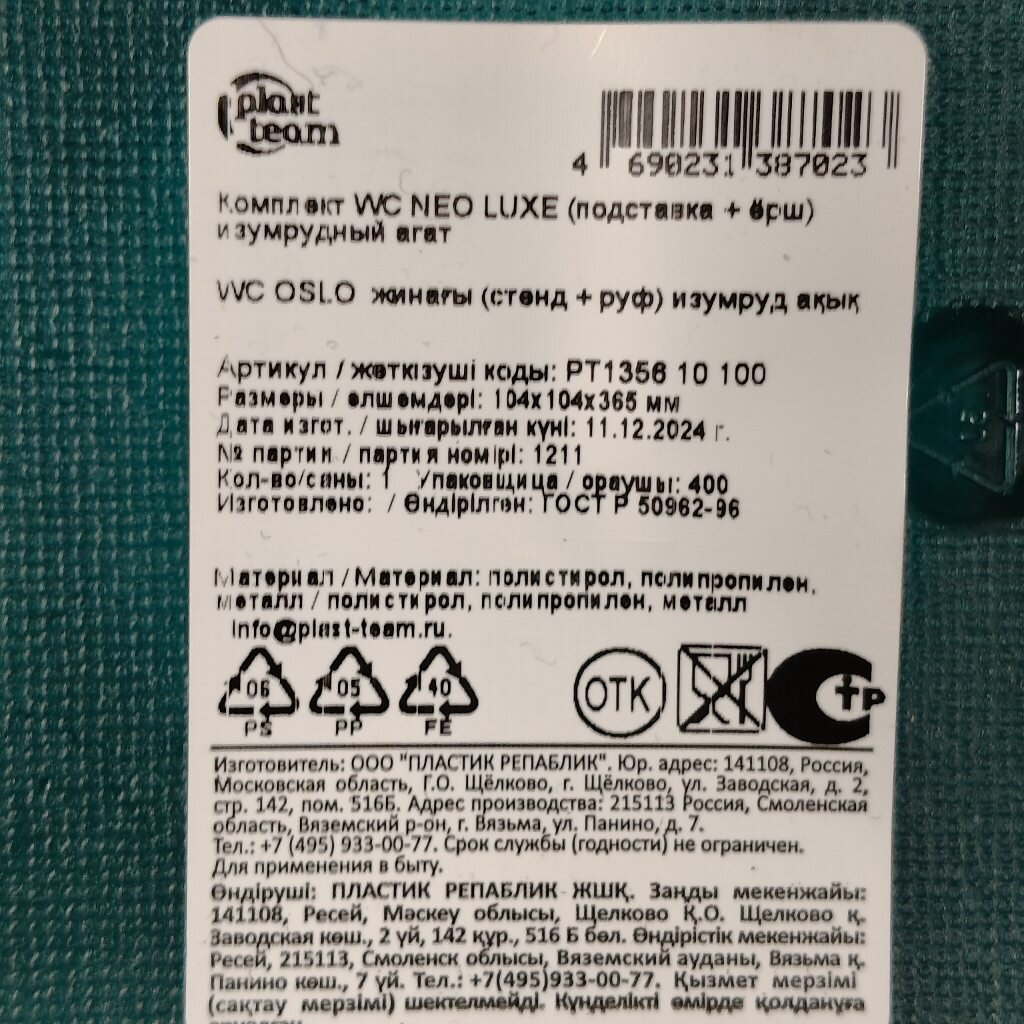 plast
team
4 690231 387023
Комплект WC NEO LUXE (подставка + ёрш)
изумрудный агат
WC OSLO жинағы (стенд + руф) изумруд ақық
Артикул / жеткізуші коды: PT1356 10 100
Размеры / өлшемдері: 104х104х365 мм
Дата изгот. / шығарылған күні: 11.12.2024 г.
№ партии / партия номірі: 1211
Кол-во/саны: 1 Упаковщица / ораушы: 400
Изготовлено: / Өндірілген: ГОСТ Р 50962-96
Материал / Материал: полистирол, полипропилен,
металл / полистирол, полипропилен, металл
info@plast-team.ru.
06 05 40 ОТК
PS PP FE
Изготовитель: ООО "ПЛАСТИК РЕПАБЛИК". Юр. адрес: 141108, Россия,
Московская область, Г.О. Щёлково, г. Щёлково, ул. Заводская, д. 2,
стр. 142, пом. 516Б. Адрес производства: 215113 Россия, Смоленская
область, Вяземский р-он, г. Вязьма, ул. Панино, д. 7.
Тел.: +7 (495) 933-00-77. Срок службы (годности) не ограничен.
Для применения в быту.
Өндіруші: ПЛАСТИК РЕПАБЛИК ЖШҚ. Заңды мекенжайы:
141108, Ресей, Мәскеу облысы, Щелково Қ.О. Щелково қ.
Заводская көш., 2 үй, 142 құр., 516 Б бөл. Өндірістік мекенжайы:
Ресей, 215113, Смоленск облысы, Вяземский ауданы, Вязьма қ.
Панино көш., 7 үй. Тел.: +7(495)933-00-77. Қызмет мерзімі
(сақтау мерзімі) шектелмейді. Күнделікті өмірде қолдануға